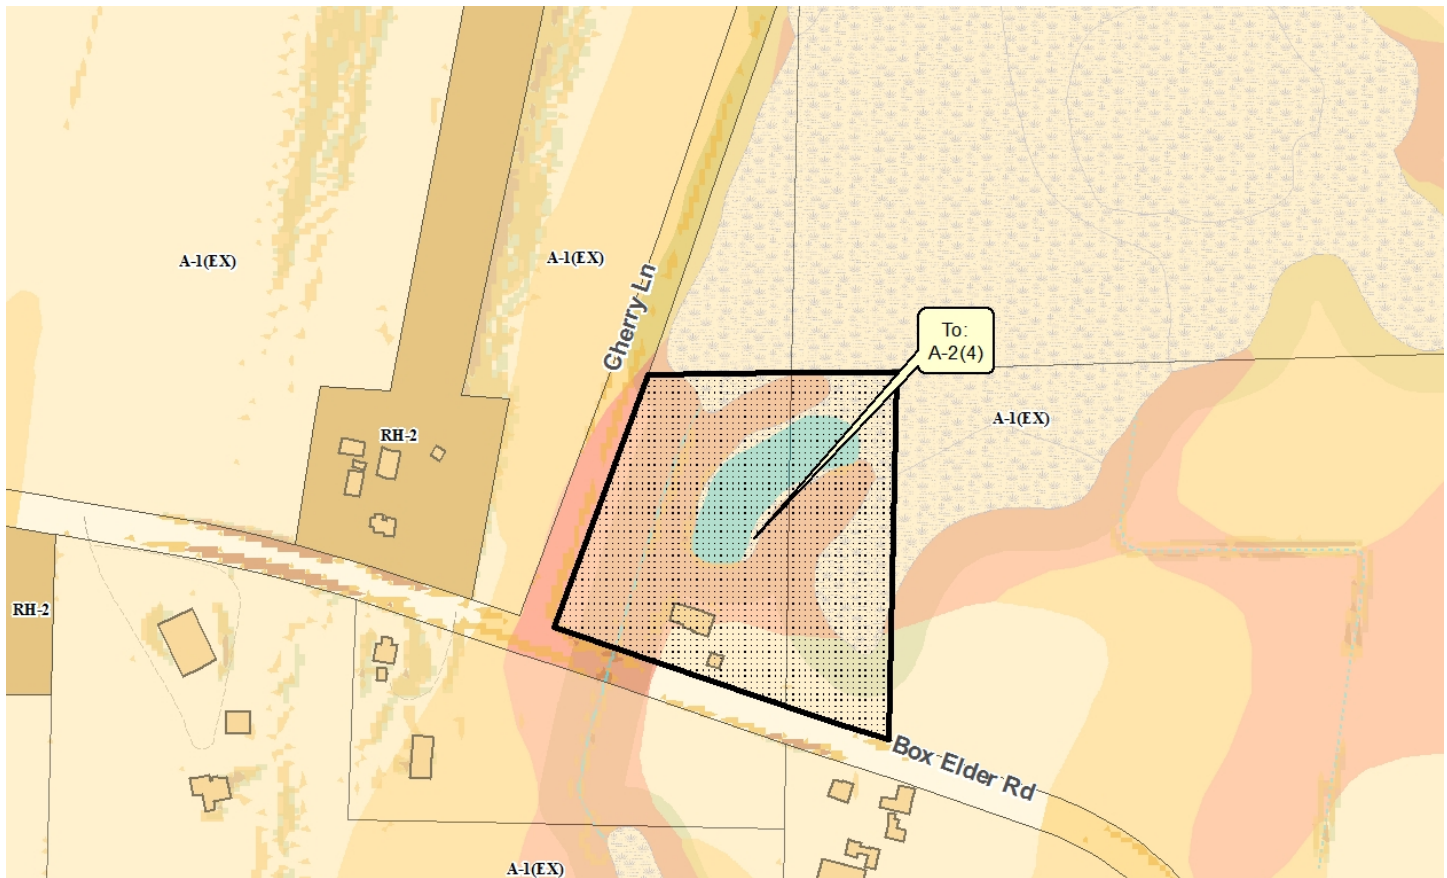 A-1(EX)
A-1(EX)
Cherry Ln
To:
A-2(4)
A-1(EX)
RH-2
RH-2
Box Elder Rd
A-1(EX)